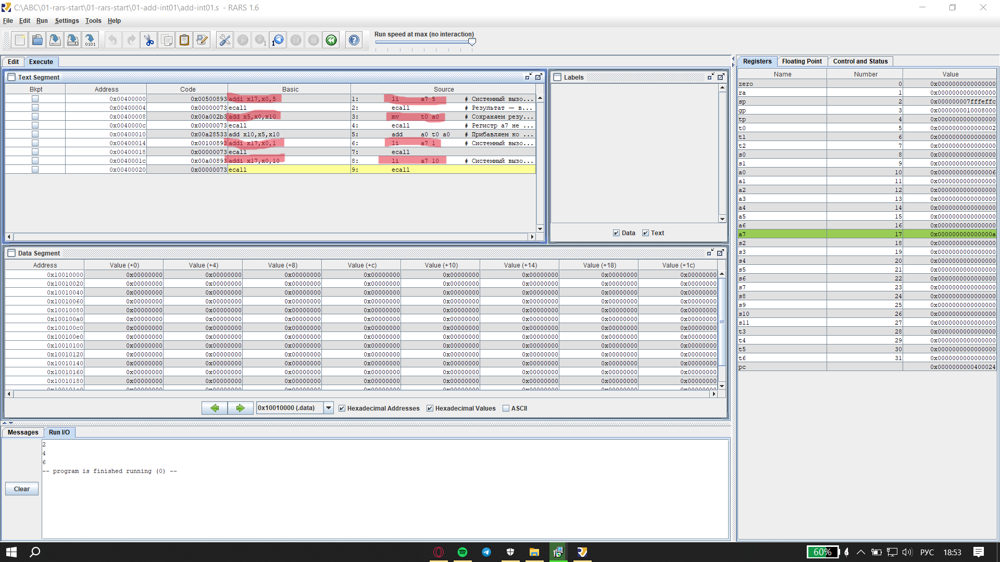 C:\ABC\01-rars-start\01-add-int01\add-int01.s - RARS 1.6
File Edit Run Settings Tools Help
Run speed at max (no interaction)
Edit Execute
Text Segment
Bkpt Address Code Basic Source
0x00400000 0x00500893 addi x17,x0,5 1: li a7 5 # Системный вызо...
0x00400004 0x00000073 ecall 2: ecall # Результат — в...
0x00400008 0x00a002b3 add x5,x0,x10 3: mv t0 a0 # Сохраняем резу...
0x0040000c 0x00000073 ecall 4: ecall # Регистр a7 не ...
0x00400010 0x00a28533 add x10,x5,x10 5: add a0 t0 a0 # Прибавляем ко ...
0x00400014 0x00100893 addi x17,x0,1 6: li a7 1 # Системный вызо...
0x00400018 0x00000073 ecall 7: ecall
0x0040001c 0x00a00893 addi x17,x0,10 8: li a7 10 # Системный вызо...
0x00400020 0x00000073 ecall 9: ecall
Labels
Data Text
Data Segment
Address Value (+0) Value (+4) Value (+8) Value (+c) Value (+10) Value (+14) Value (+18) Value (+1c)
0x10010000 0x00000000 0x00000000 0x00000000 0x00000000 0x00000000 0x00000000 0x00000000 0x00000000
0x10010020 0x00000000 0x00000000 0x00000000 0x00000000 0x00000000 0x00000000 0x00000000 0x00000000
0x10010040 0x00000000 0x00000000 0x00000000 0x00000000 0x00000000 0x00000000 0x00000000 0x00000000
0x10010060 0x00000000 0x00000000 0x00000000 0x00000000 0x00000000 0x00000000 0x00000000 0x00000000
0x10010080 0x00000000 0x00000000 0x00000000 0x00000000 0x00000000 0x00000000 0x00000000 0x00000000
0x100100a0 0x00000000 0x00000000 0x00000000 0x00000000 0x00000000 0x00000000 0x00000000 0x00000000
0x100100c0 0x00000000 0x00000000 0x00000000 0x00000000 0x00000000 0x00000000 0x00000000 0x00000000
0x100100e0 0x00000000 0x00000000 0x00000000 0x00000000 0x00000000 0x00000000 0x00000000 0x00000000
0x10010100 0x00000000 0x00000000 0x00000000 0x00000000 0x00000000 0x00000000 0x00000000 0x00000000
0x10010120 0x00000000 0x00000000 0x00000000 0x00000000 0x00000000 0x00000000 0x00000000 0x00000000
0x10010140 0x00000000 0x00000000 0x00000000 0x00000000 0x00000000 0x00000000 0x00000000 0x00000000
0x10010160 0x00000000 0x00000000 0x00000000 0x00000000 0x00000000 0x00000000 0x00000000 0x00000000
0x10010180 0x00000000 0x00000000 0x00000000 0x00000000 0x00000000 0x00000000 0x00000000 0x00000000
0x10010000 (.data) Hexadecimal Addresses Hexadecimal Values ASCII
Messages Run I/O
2
4
6
-- program is finished running (0) --
Clear
Registers Floating Point Control and Status
Name Number Value
zero 0 0x0000000000000000
ra 1 0x0000000000000000
sp 2 0x000000007fffeffc
gp 3 0x0000000010008000
tp 4 0x0000000000000000
t0 5 0x0000000000000002
t1 6 0x0000000000000000
t2 7 0x0000000000000000
s0 8 0x0000000000000000
s1 9 0x0000000000000000
a0 10 0x0000000000000006
a1 11 0x0000000000000000
a2 12 0x0000000000000000
a3 13 0x0000000000000000
a4 14 0x0000000000000000
a5 15 0x0000000000000000
a6 16 0x0000000000000000
a7 17 0x000000000000000a
s2 18 0x0000000000000000
s3 19 0x0000000000000000
s4 20 0x0000000000000000
s5 21 0x0000000000000000
s6 22 0x0000000000000000
s7 23 0x0000000000000000
s8 24 0x0000000000000000
s9 25 0x0000000000000000
s10 26 0x0000000000000000
s11 27 0x0000000000000000
t3 28 0x0000000000000000
t4 29 0x0000000000000000
t5 30 0x0000000000000000
t6 31 0x0000000000000000
pc 0x0000000000400024
60% РУС 18:53